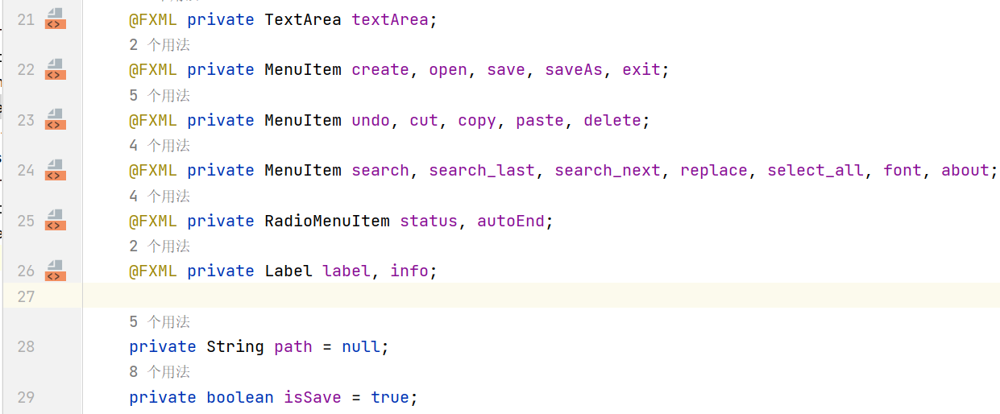 21 @FXML private TextArea textArea;
2 个用法
22 @FXML private MenuItem create, open, save, saveAs, exit;
5 个用法
23 @FXML private MenuItem undo, cut, copy, paste, delete;
4 个用法
24 @FXML private MenuItem search, search_last, search_next, replace, select_all, font, about;
4 个用法
25 @FXML private RadioMenuItem status, autoEnd;
2 个用法
26 @FXML private Label label, info;
27
5 个用法
28 private String path = null;
8 个用法
29 private boolean isSave = true;